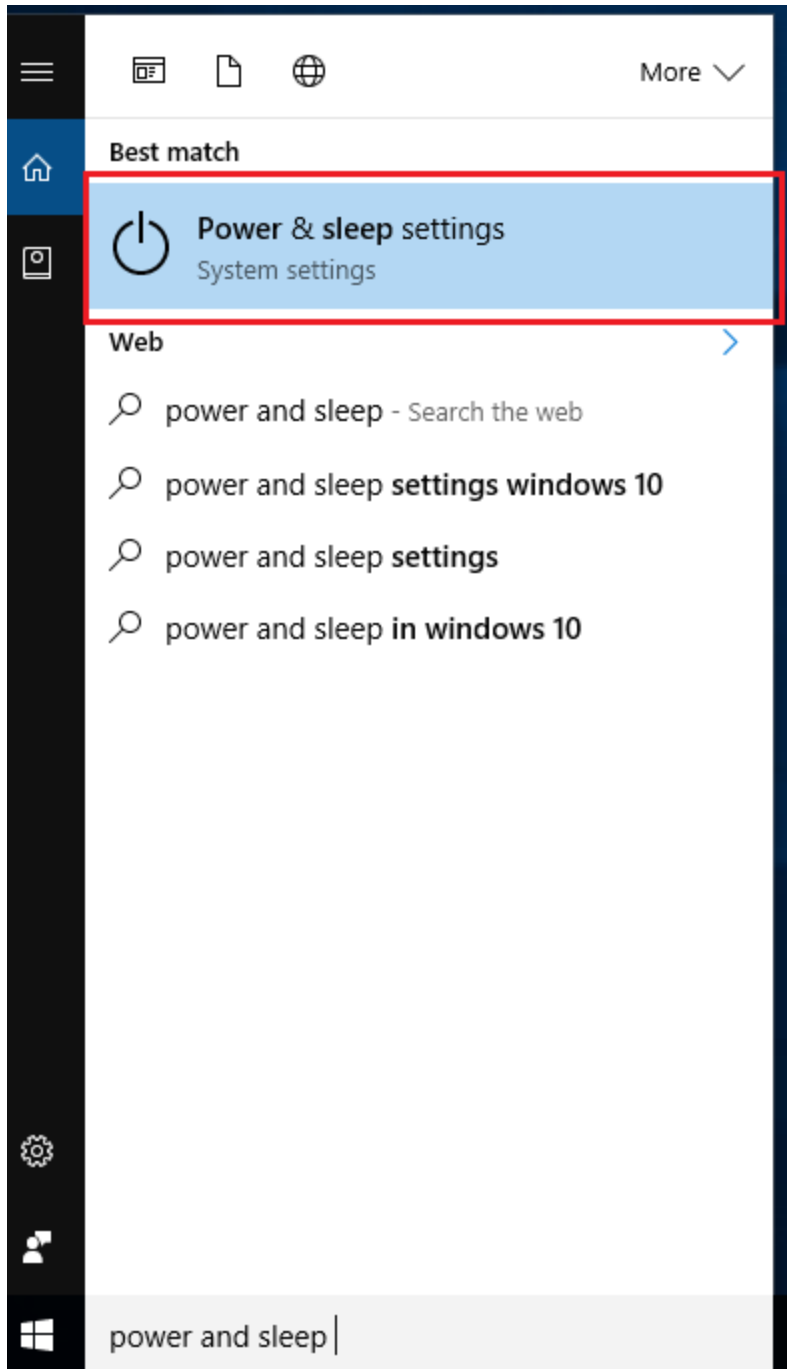 More
Best match
Power & sleep settings
System settings
Web
power and sleep - Search the web
power and sleep settings windows 10
power and sleep settings
power and sleep in windows 10
power and sleep